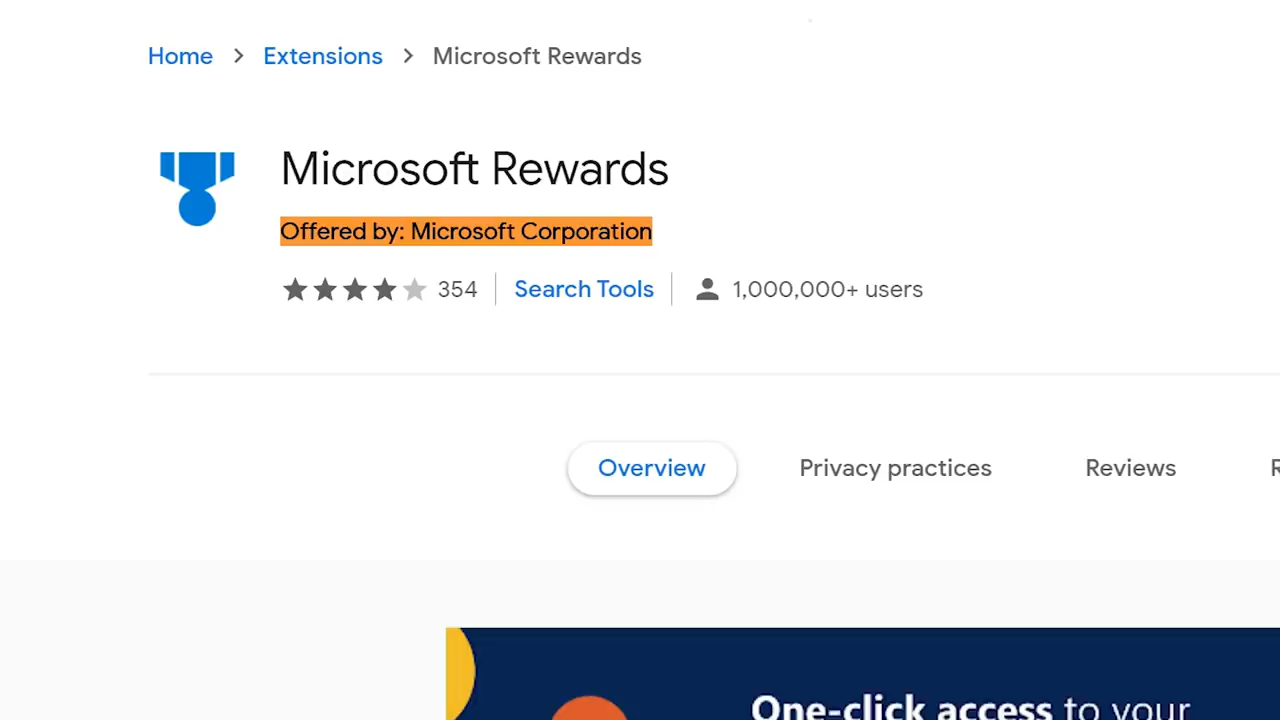 Home > Extensions > Microsoft Rewards
Microsoft Rewards
Offered by: Microsoft Corporation
354 Search Tools 1,000,000+ users
Overview Privacy practices Reviews
One-click access to your